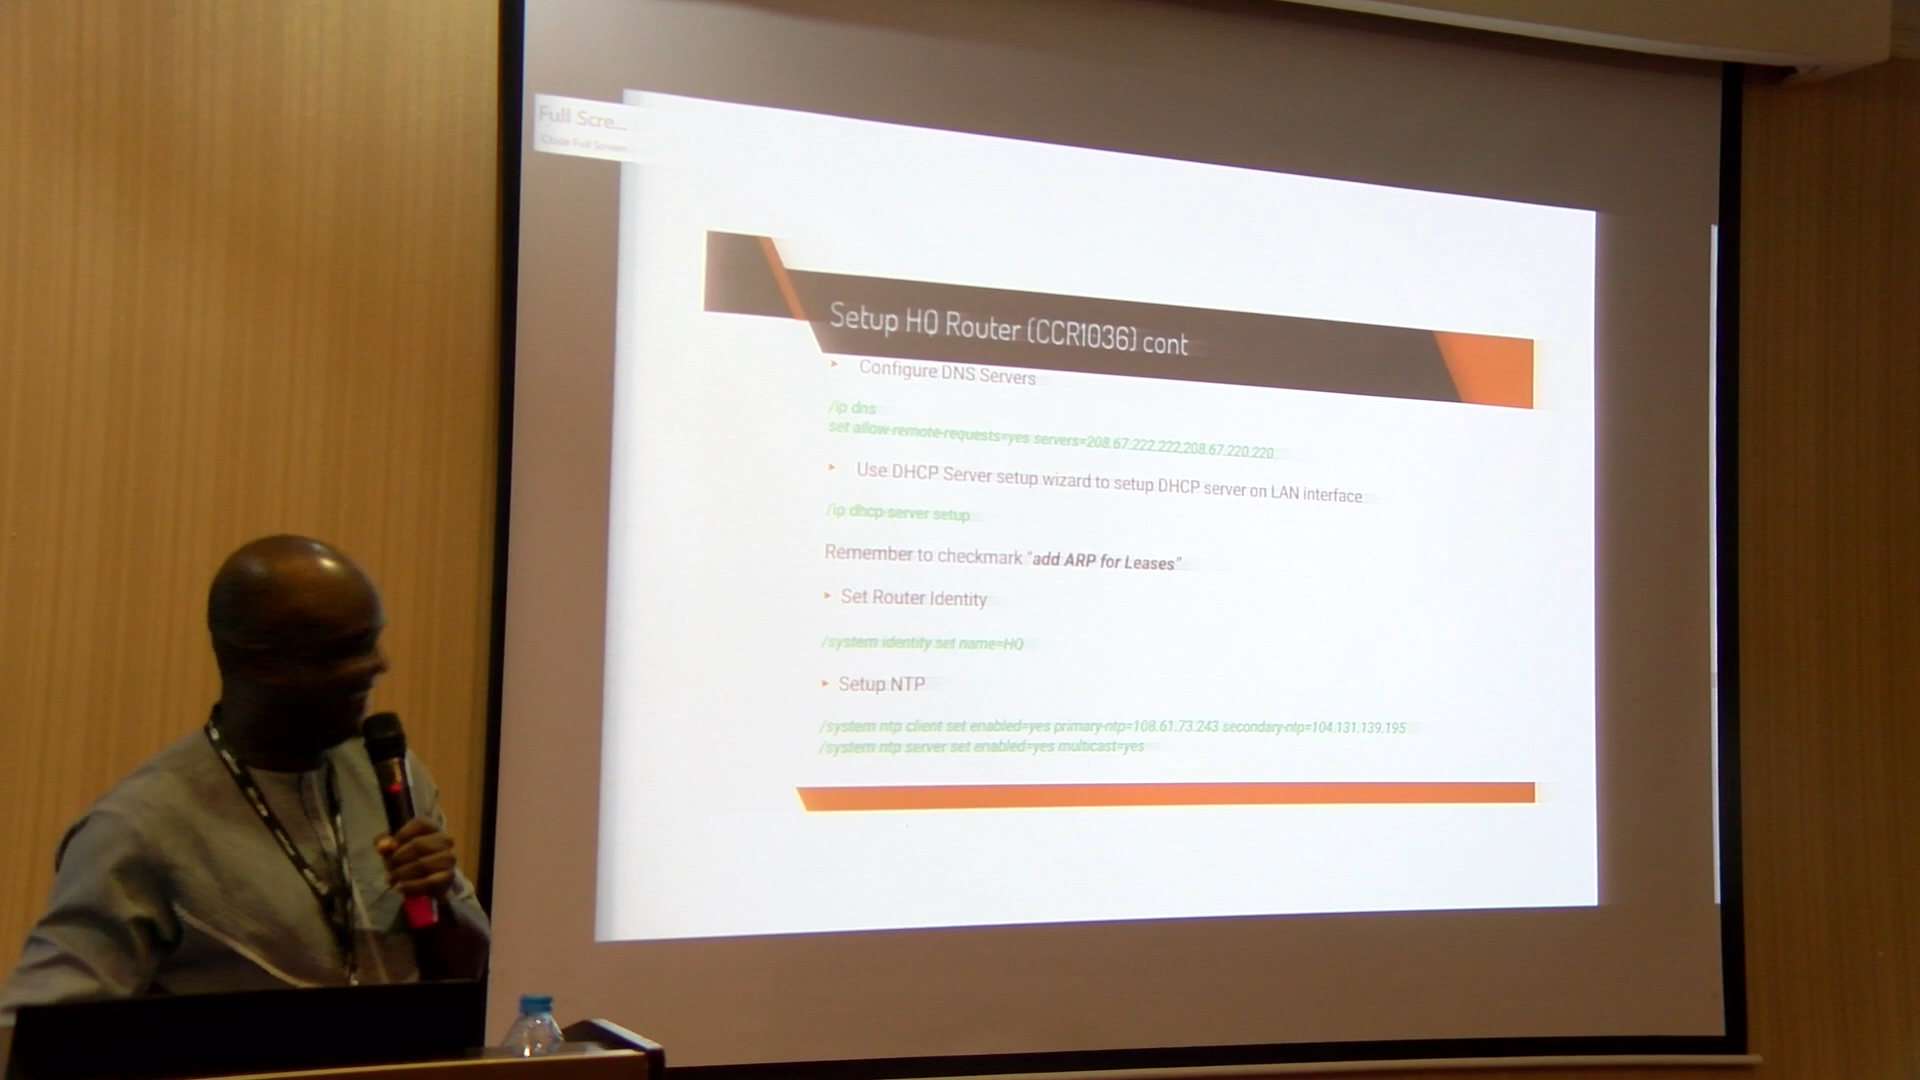 Full Scre...
Close Full Screen
Setup HQ Router (CCR1036) cont
Configure DNS Servers
/ip dns
set allow-remote-requests=yes servers=208.67.222.222,208.67.220.220
Use DHCP Server setup wizard to setup DHCP server on LAN interface
/ip dhcp-server setup
Remember to checkmark "add ARP for Leases"
Set Router Identity
/system identity set name=HQ
Setup NTP
/system ntp client set enabled=yes primary-ntp=108.61.73.243 secondary-ntp=104.131.139.195
/system ntp server set enabled=yes multicast=yes